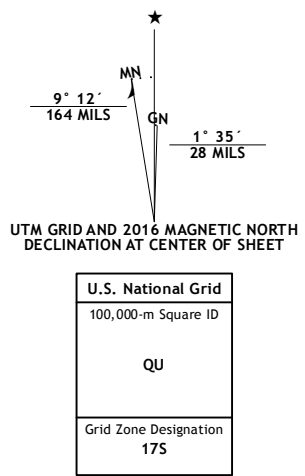 MN
9° 12´
164 MILS
GN
1° 35´
28 MILS
UTM GRID AND 2016 MAGNETIC NORTH
DECLINATION AT CENTER OF SHEET
U.S. National Grid
100,000-m Square ID
QU
Grid Zone Designation
17S